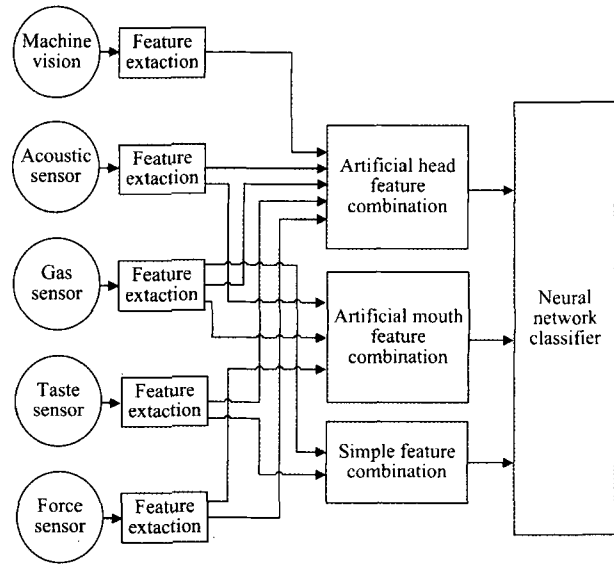 Machine
vision
Feature
extaction
Acoustic
sensor
Feature
extaction
Gas
sensor
Feature
extaction
Taste
sensor
Feature
extaction
Force
sensor
Feature
extaction
Artificial head
feature
combination
Artificial mouth
feature
combination
Simple feature
combination
Neural
network
classifier